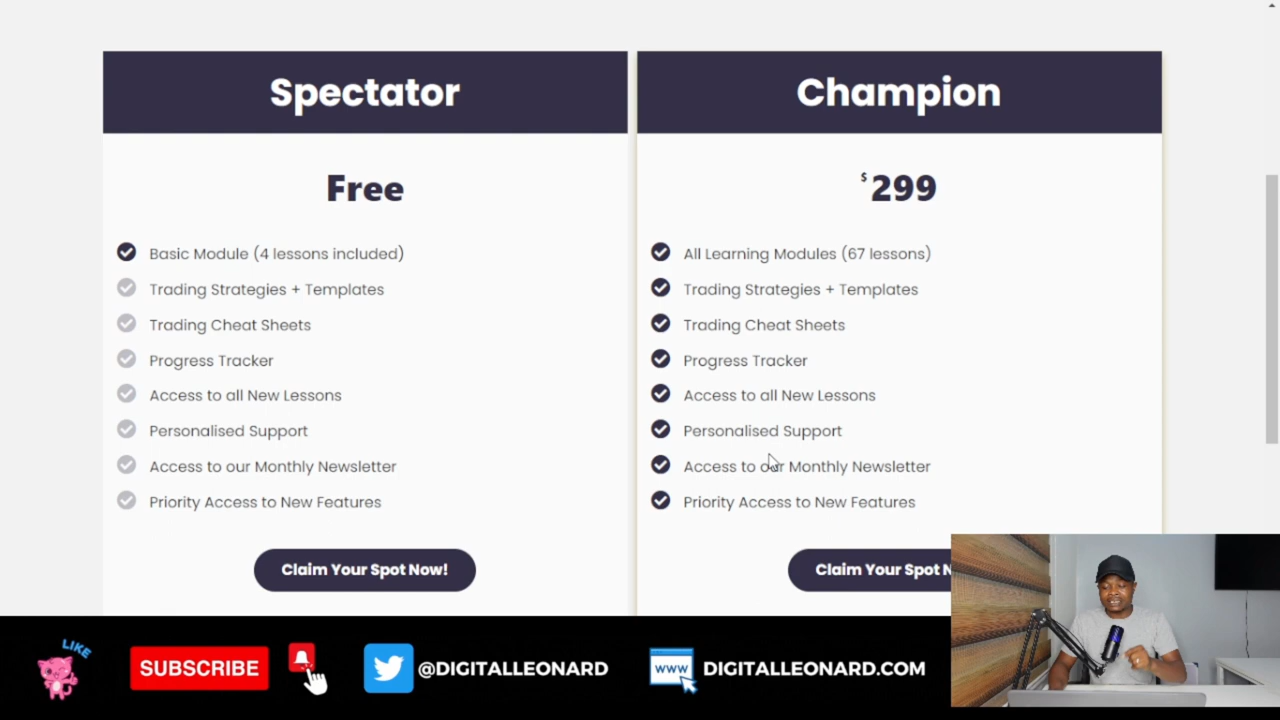 Spectator
Free
Basic Module (4 lessons included)
Trading Strategies + Templates
Trading Cheat Sheets
Progress Tracker
Access to all New Lessons
Personalised Support
Access to our Monthly Newsletter
Priority Access to New Features
Claim Your Spot Now!
Champion
$299
All Learning Modules (67 lessons)
Trading Strategies + Templates
Trading Cheat Sheets
Progress Tracker
Access to all New Lessons
Personalised Support
Access to our Monthly Newsletter
Priority Access to New Features
Claim Your Spot N
LIKE
SUBSCRIBE
@DIGITALLEONARD
WWW
DIGITALLEONARD.COM